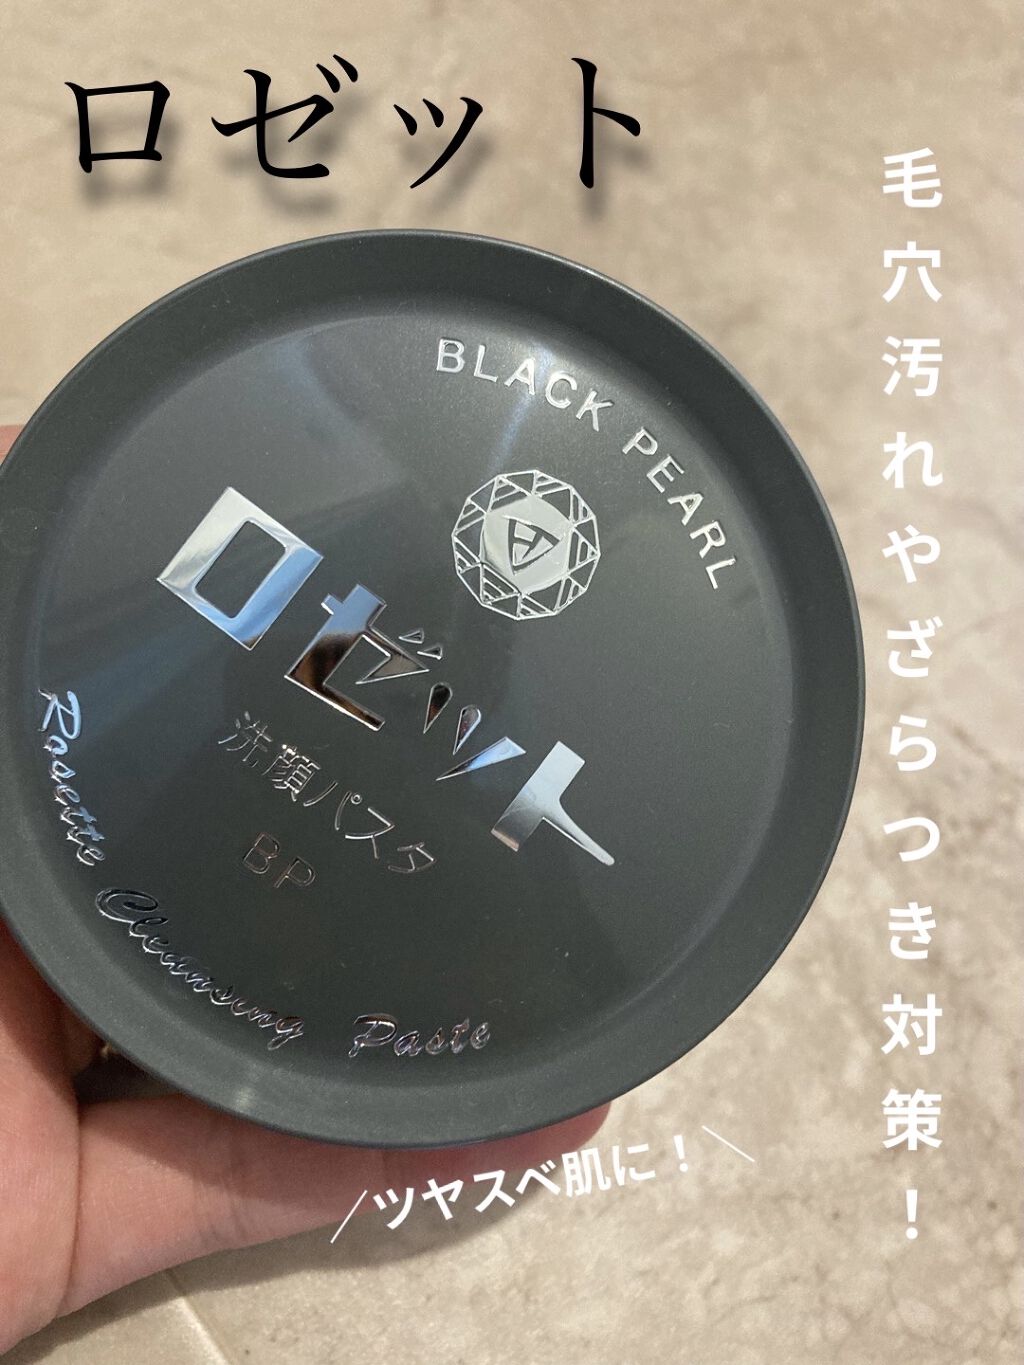 ロゼット
毛穴汚れやざらつき対策!
BLACK PEARL
ロゼット
洗顔パスタ
BP
Rosette Cleansing Paste
/ツヤスベ肌に!\